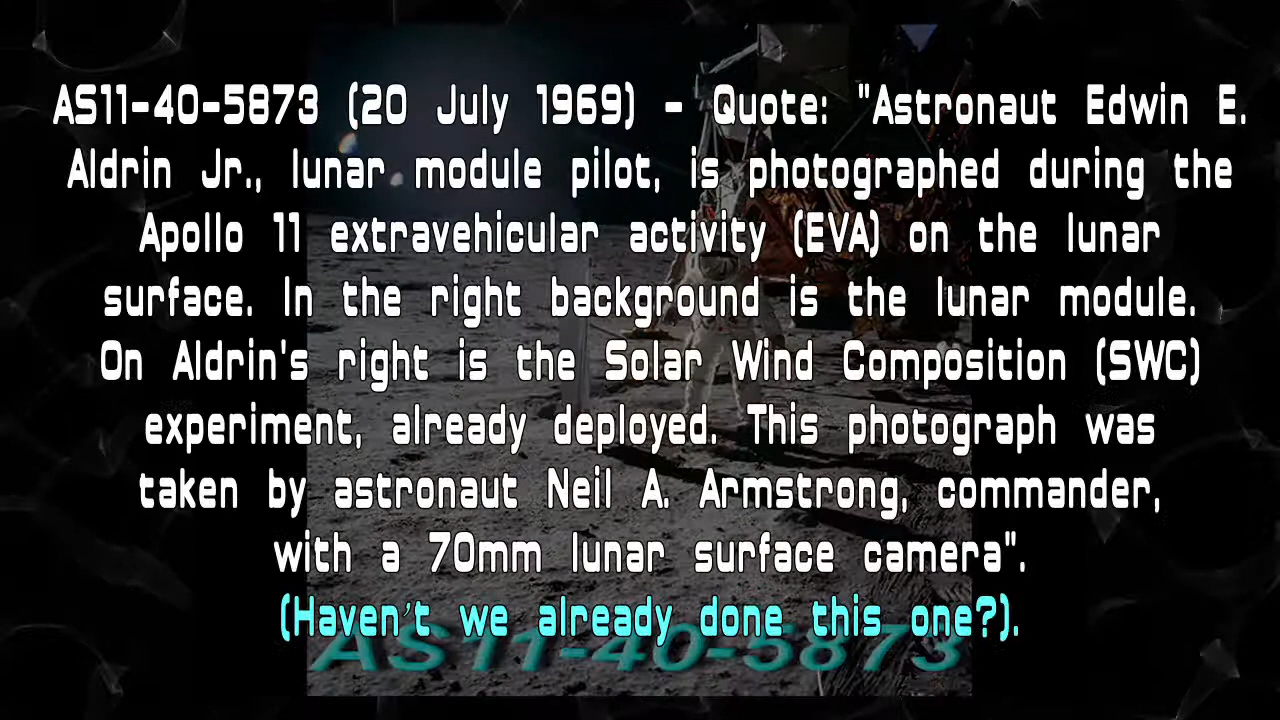 AS11-40-5873 (20 July 1969) - Quote: "Astronaut Edwin E.
Aldrin Jr., lunar module pilot, is photographed during the
Apollo 11 extravehicular activity (EVA) on the lunar
surface. In the right background is the lunar module.
On Aldrin's right is the Solar Wind Composition (SWC)
experiment, already deployed. This photograph was
taken by astronaut Neil A. Armstrong, commander,
with a 70mm lunar surface camera".
(Haven't we already done this one?).
AS11-40-5873